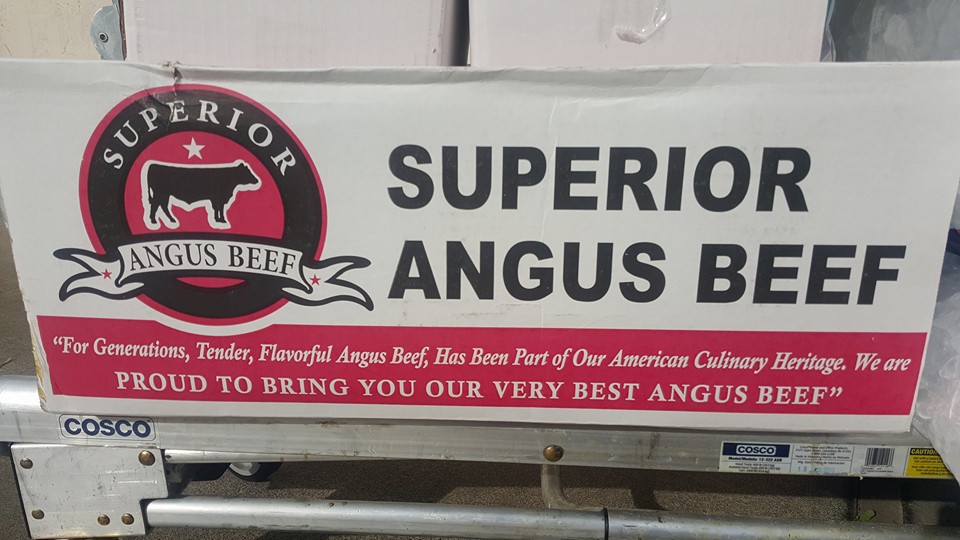 SUPERIOR
ANGUS BEEF
SUPERIOR
ANGUS BEEF
“For Generations, Tender, Flavorful Angus Beef, Has Been Part of Our American Culinary Heritage. We are
PROUD TO BRING YOU OUR VERY BEST ANGUS BEEF”
COSCO
COSCO
CAUTION